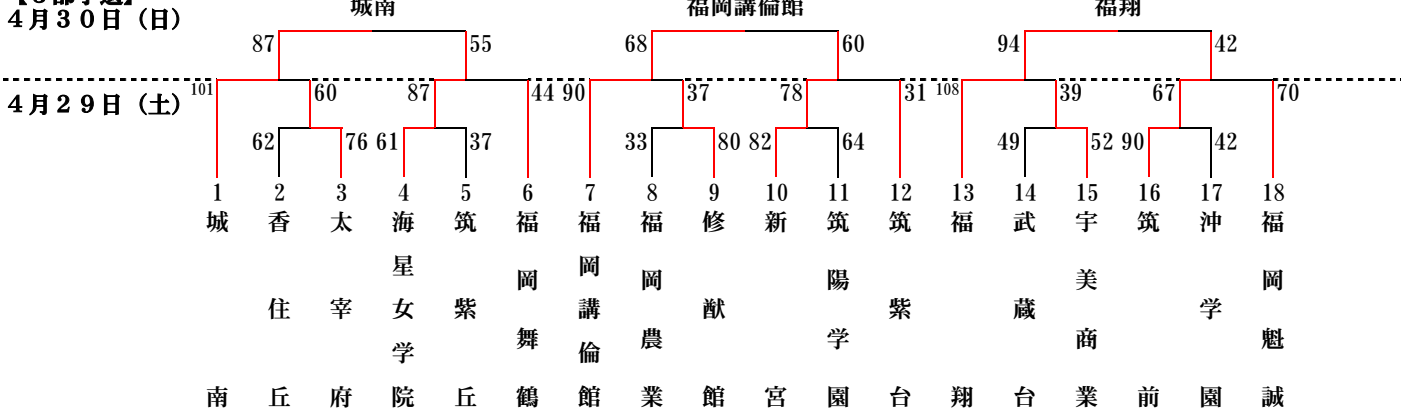 【３部予選】
城南 福岡講倫館 福翔
４月３０日（日）
87 55 68 60 94 42
４月２９日（土）
101 60 87 44 90 37 78 31 108 39 67 70
62 76 61 37 33 80 82 64 49 52 90 42
1 2 3 4 5 6 7 8 9 10 11 12 13 14 15 16 17 18
城南
香住丘
太宰府
海星女学院
筑紫丘
福岡舞鶴
福岡講倫館
福岡農業
修猷館
新宮
筑陽学園
筑紫台
福翔
武蔵台
宇美商業
筑前
沖学園
福岡魁誠